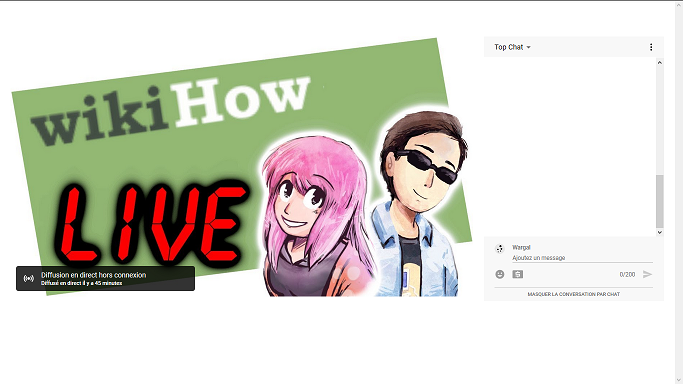 wikiHow
LIVE
Diffusion en direct hors connexion
Diffusé en direct il y a 45 minutes
Top Chat
Wargal
Ajoutez un message
0/200
MASQUER LA CONVERSATION PAR CHAT